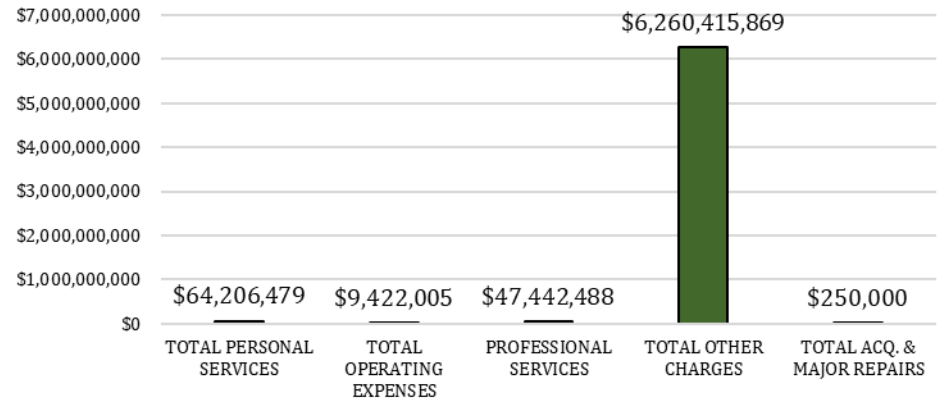 $7,000,000,000
$6,000,000,000
$5,000,000,000
$4,000,000,000
$3,000,000,000
$2,000,000,000
$1,000,000,000
$0
$64,206,479
$9,422,005
$47,442,488
$6,260,415,869
$250,000
TOTAL PERSONAL
SERVICES
TOTAL
OPERATING
EXPENSES
PROFESSIONAL
SERVICES
TOTAL OTHER
CHARGES
TOTAL ACQ. &
MAJOR REPAIRS